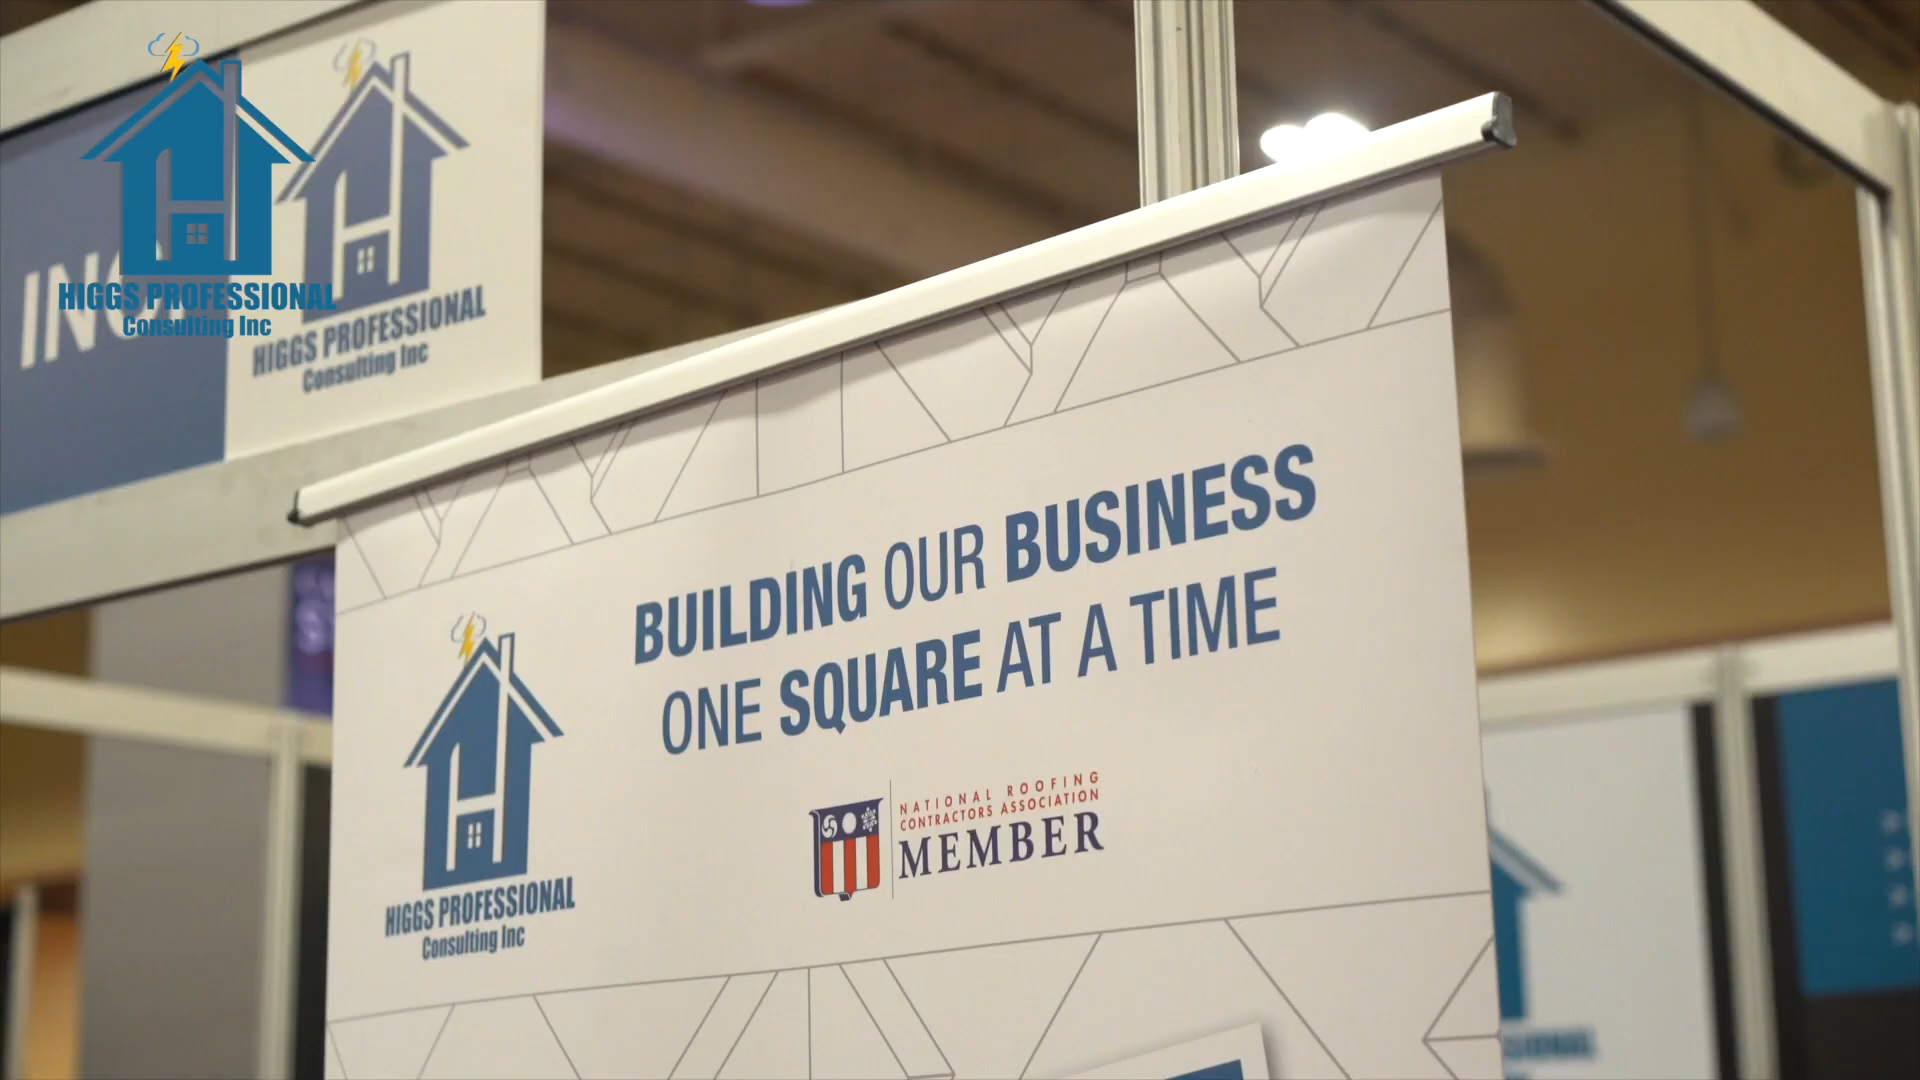 HIGGS PROFESSIONAL
Consulting Inc
HIGGS PROFESSIONAL
Consulting Inc
BUILDING OUR BUSINESS
ONE SQUARE AT A TIME
NATIONAL ROOFING
CONTRACTORS ASSOCIATION
MEMBER
HIGGS PROFESSIONAL
Consulting Inc